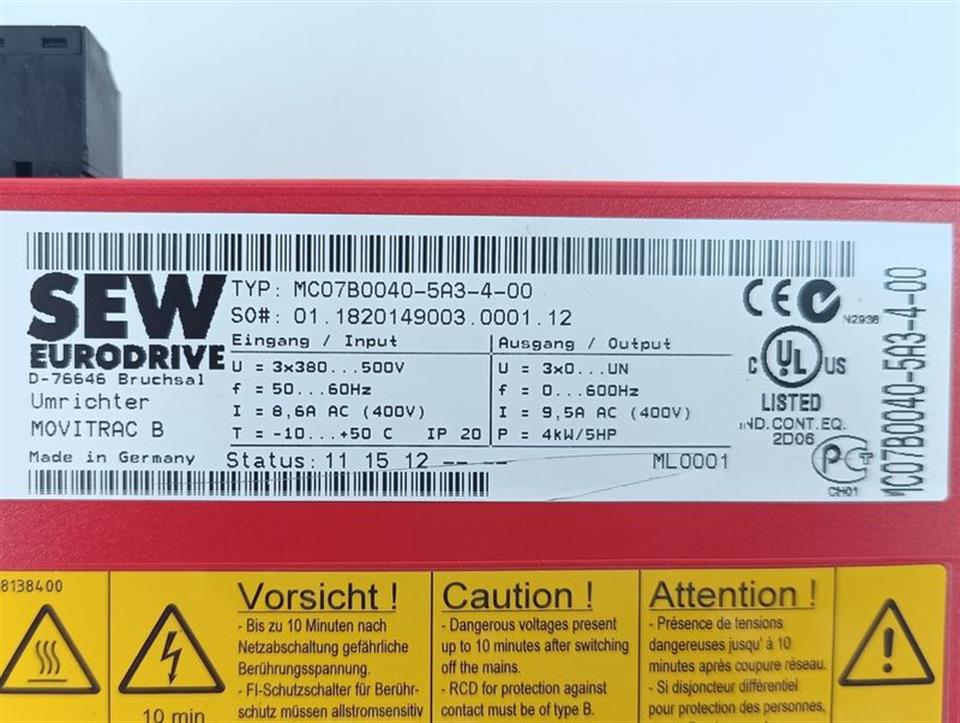 SEW
EURODRIVE
D-76646 Bruchsal
Umrichter
MOVITRAC B
Made in Germany
TYP: MC07B0040-5A3-4-00
SO#: 01.1820149003.0001.12
Eingang / Input
U = 3x380...500V
f = 50...60Hz
I = 8,6A AC (400V)
T = -10...+50 C IP 20
Ausgang / Output
U = 3x0...UN
f = 0...600Hz
I = 9,5A AC (400V)
P = 4kW/5HP
Status: 11 15 12 -- --
ML0001
CE
N2936
C UL US
LISTED
IND.CONT.EQ.
2D06
PCT
CH01
MC07B0040-5A3-4-00
8138400
10 min
Vorsicht !
- Bis zu 10 Minuten nach
Netzabschaltung gefährliche
Berührungsspannung.
- FI-Schutzschalter für Berühr-
schutz müssen allstromsensitiv
Caution !
- Dangerous voltages present
up to 10 minutes after switching
off the mains.
- RCD for protection against
contact must be of type B.
Attention !
- Présence de tensions
dangereuses jusqu' à 10
minutes après coupure réseau.
- Si disjoncteur différentiel
pour protection des personnes,